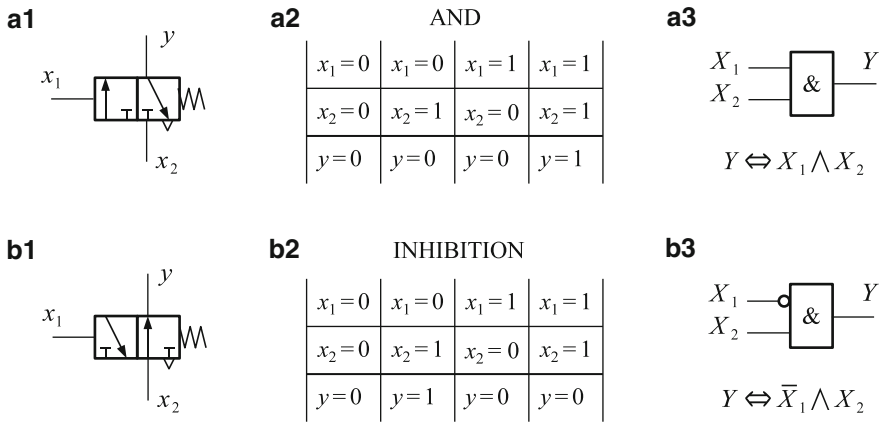 a1
y
x₁
x₂
a2
AND
x₁=0 x₁=0 x₁=1 x₁=1
x₂=0 x₂=1 x₂=0 x₂=1
y=0 y=0 y=0 y=1
a3
X₁
X₂
&
Y
Y ⇔ X₁ ∧ X₂
b1
y
x₁
x₂
b2
INHIBITION
x₁=0 x₁=0 x₁=1 x₁=1
x₂=0 x₂=1 x₂=0 x₂=1
y=0 y=1 y=0 y=0
b3
X₁
X₂
&
Y
Y ⇔ X̅₁ ∧ X₂